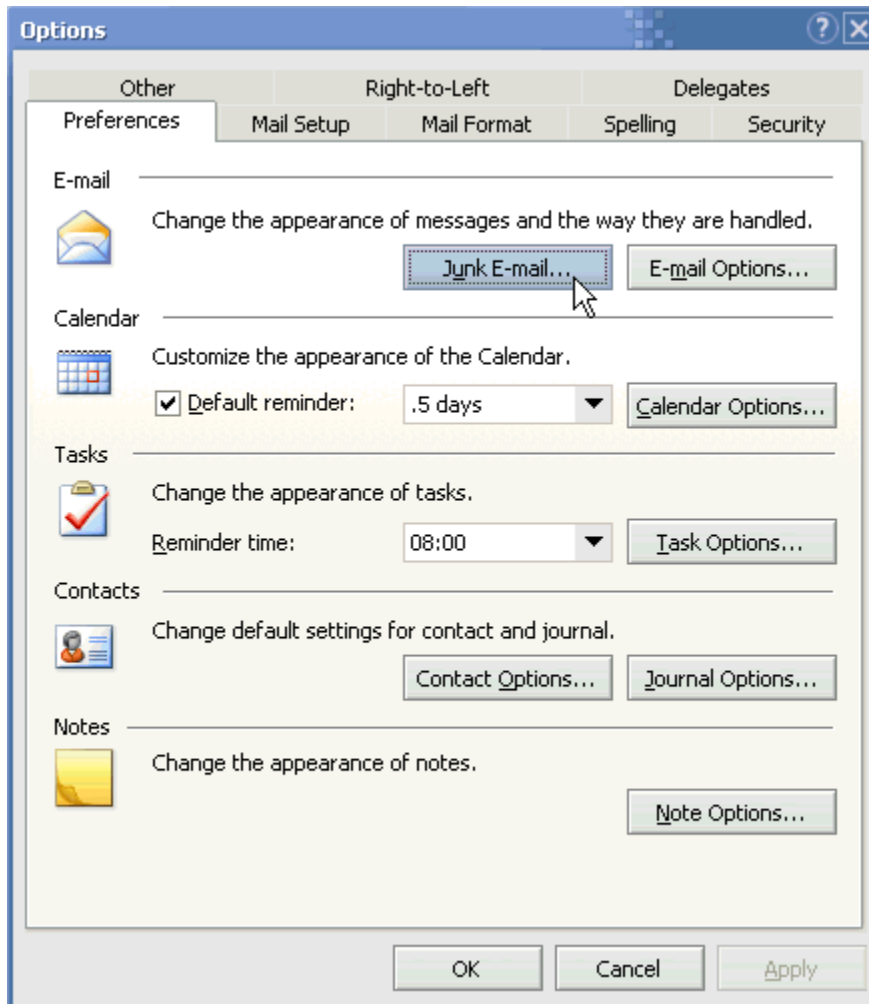 Options
Other Right-to-Left Delegates
Preferences Mail Setup Mail Format Spelling Security
E-mail
Change the appearance of messages and the way they are handled.
Junk E-mail... E-mail Options...
Calendar
Customize the appearance of the Calendar.
Default reminder: .5 days Calendar Options...
Tasks
Change the appearance of tasks.
Reminder time: 08:00 Task Options...
Contacts
Change default settings for contact and journal.
Contact Options... Journal Options...
Notes
Change the appearance of notes.
Note Options...
OK Cancel Apply